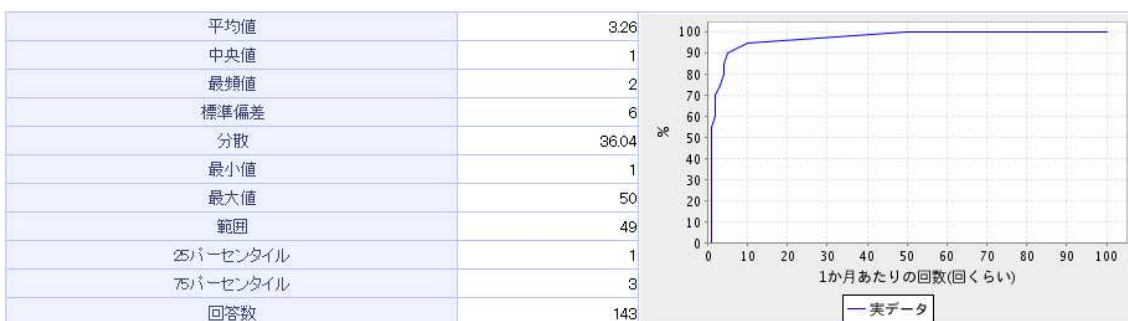 平均値 3.26
中央値 1
最頻値 2
標準偏差 6
分散 36.04
最小値 1
最大値 50
範囲 49
25パーセンタイル 1
75パーセンタイル 3
回答数 143
100
90
80
70
60
50
40
30
20
10
0
%
0 10 20 30 40 50 60 70 80 90 100
1か月あたりの回数(回くらい)
実データ